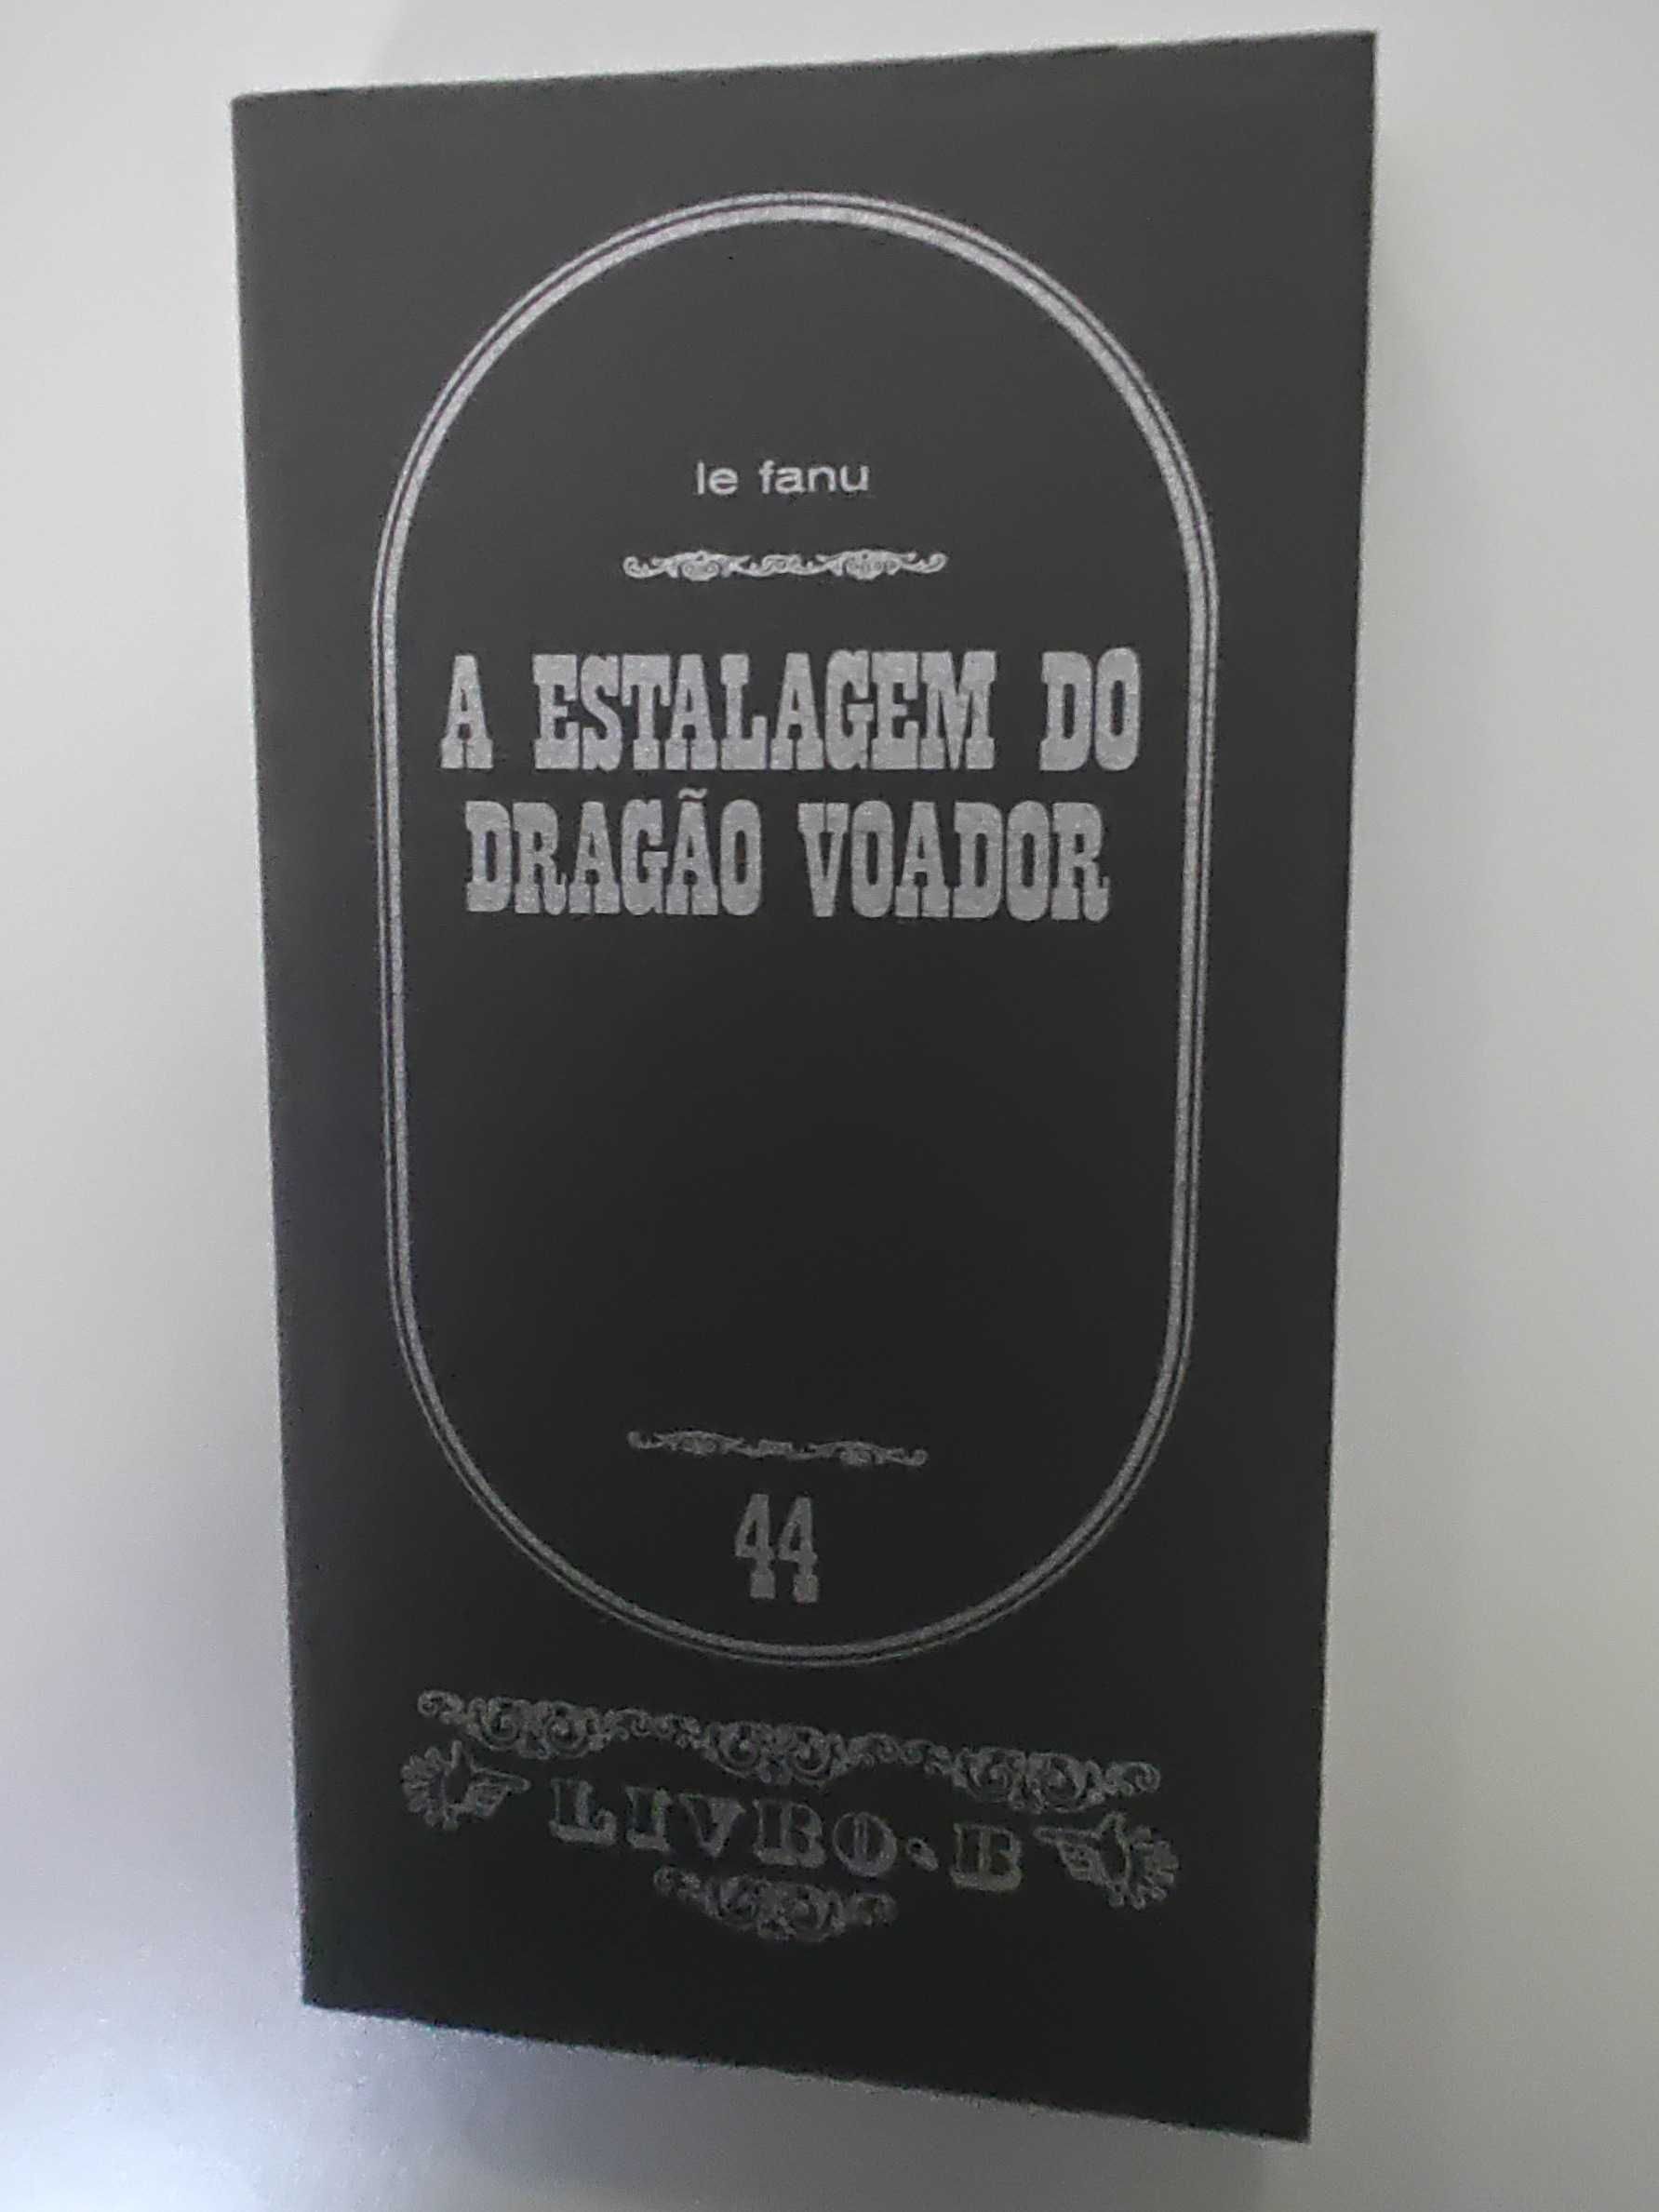 le fanu
A ESTALAGEM DO
DRAGÃO VOADOR
44
LIVRO·B